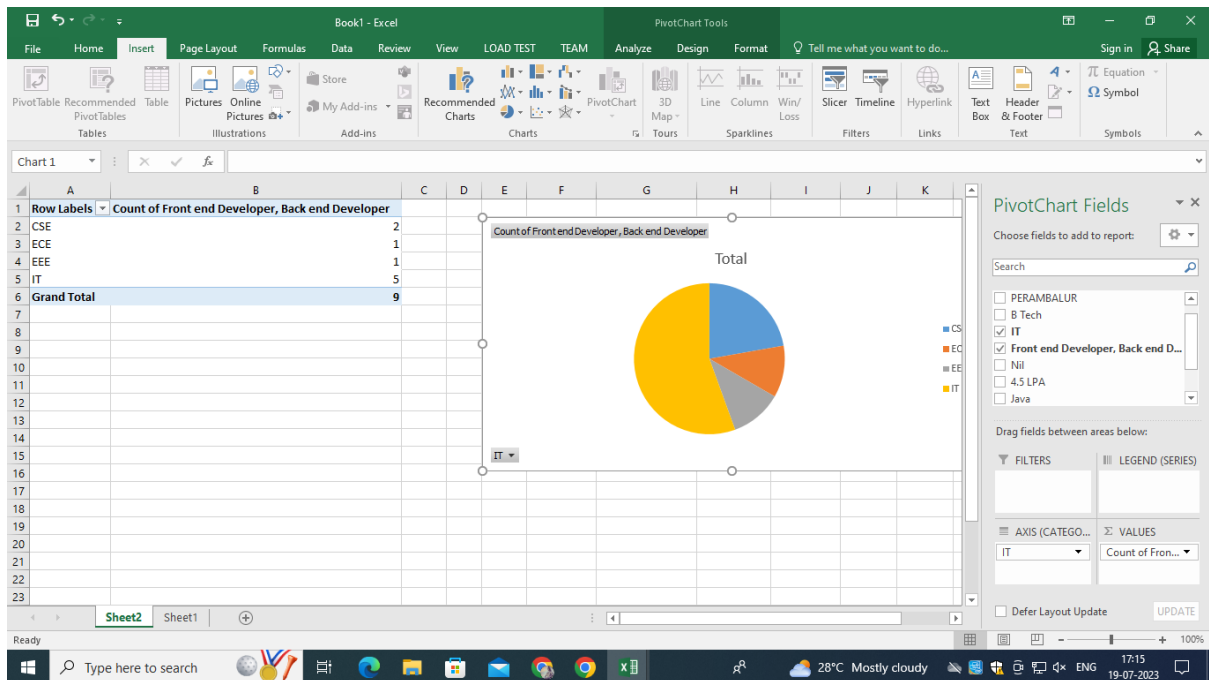 Book1 - Excel
PivotChart Tools
File Home Insert Page Layout Formulas Data Review View LOAD TEST TEAM Analyze Design Format Tell me what you want to do... Sign in Share
PivotTable Recommended PivotTables Table
Tables
Pictures Online Pictures
Illustrations
Store
My Add-ins
Add-ins
Recommended Charts
PivotChart
Charts
3D Map
Tours
Line Column Win/Loss
Sparklines
Slicer Timeline
Filters
Hyperlink
Links
Text Box Header & Footer
Text
Equation
Symbol
Symbols
Chart 1
fx
A B C D E F G H I J K
1 Row Labels Count of Front end Developer, Back end Developer
2 CSE 2
3 ECE 1
4 EEE 1
5 IT 5
6 Grand Total 9
7
8
9
10
11
12
13
14
15
16
17
18
19
20
21
22
23
Count of Front end Developer, Back end Developer
Total
CS
EC
EE
IT
IT
PivotChart Fields
Choose fields to add to report:
Search
PERAMBALUR
B Tech
IT
Front end Developer, Back end D...
Nil
4.5 LPA
Java
Drag fields between areas below:
FILTERS
LEGEND (SERIES)
AXIS (CATEGO...
Σ VALUES
IT
Count of Fron...
Defer Layout Update
UPDATE
Sheet2 Sheet1
Ready
100%
Type here to search
28°C Mostly cloudy
ENG
17:15
19-07-2023